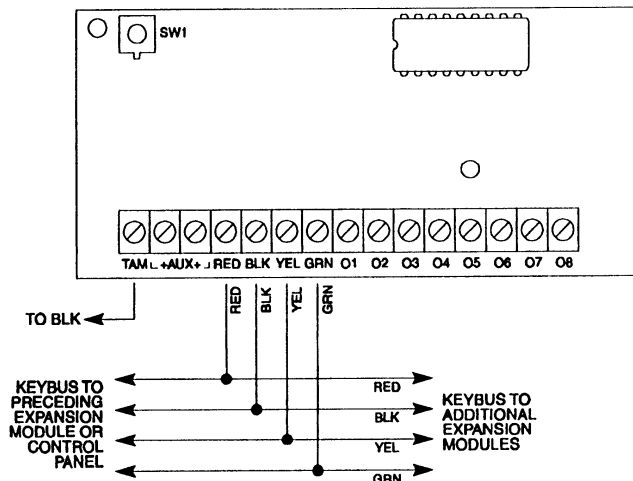 SW1
TAM +AUX+ RED BLK YEL GRN O1 O2 O3 O4 O5 O6 O7 O8
RED
BLK
YEL
GRN
TO BLK
KEYBUS TO
PRECEDING
EXPANSION
MODULE OR
CONTROL
PANEL
RED
BLK
YEL
GRN
KEYBUS TO
ADDITIONAL
EXPANSION
MODULES